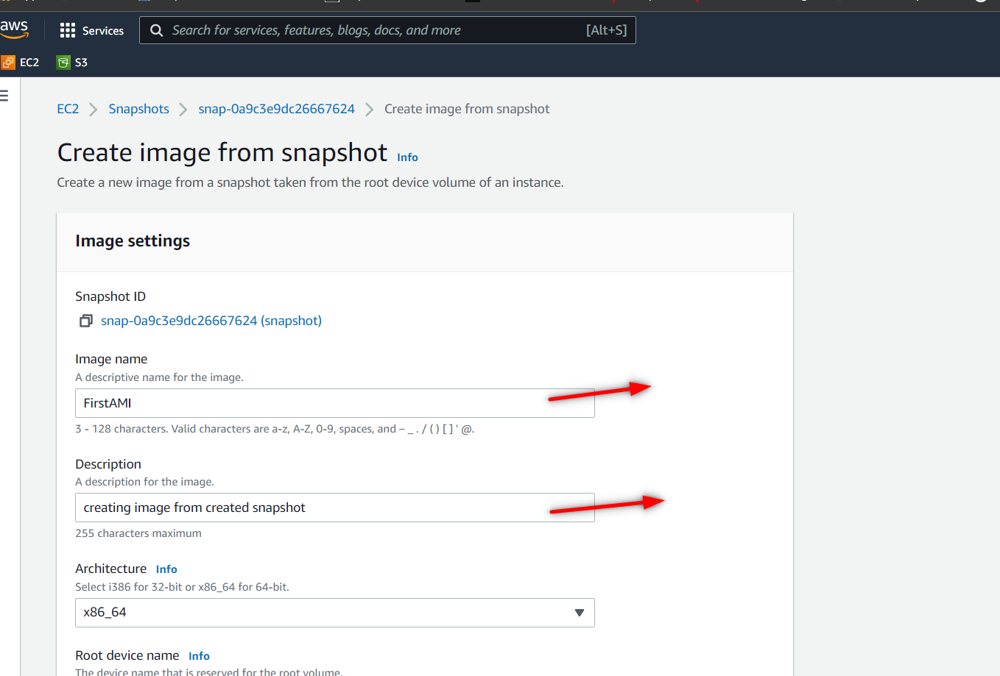 aws
Services
Search for services, features, blogs, docs, and more
[Alt+S]
EC2
S3
EC2 Snapshots snap-0a9c3e9dc26667624 Create image from snapshot
Create image from snapshot Info
Create a new image from a snapshot taken from the root device volume of an instance.
Image settings
Snapshot ID
snap-0a9c3e9dc26667624 (snapshot)
Image name
A descriptive name for the image.
FirstAMI
3 - 128 characters. Valid characters are a-z, A-Z, 0-9, spaces, and – _ . / ( ) [ ] ' @.
Description
A description for the image.
creating image from created snapshot
255 characters maximum
Architecture Info
Select i386 for 32-bit or x86_64 for 64-bit.
x86_64
Root device name Info
The device name that is reserved for the root volume.